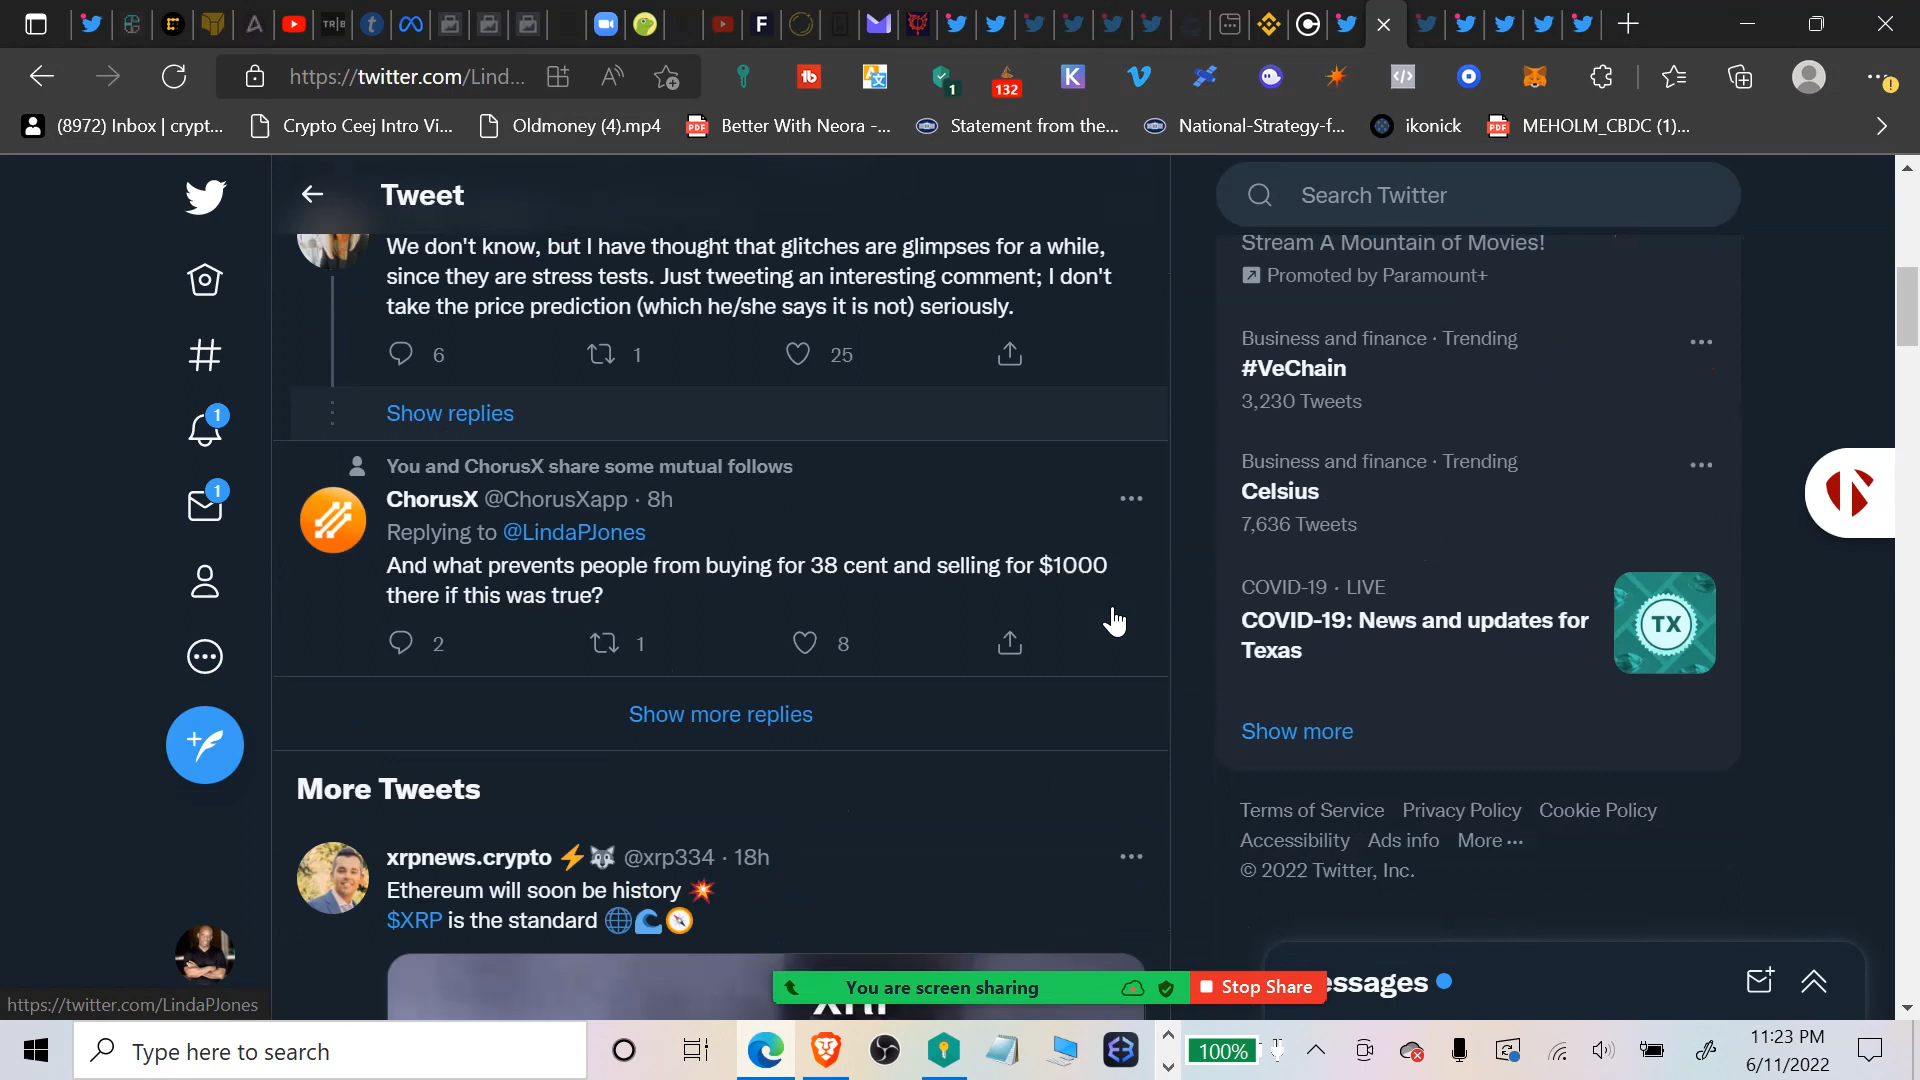 TR|B
F
https://twitter.com/Lind...
1
132
K
(8972) Inbox | crypt...
Crypto Ceej Intro Vi...
Oldmoney (4).mp4
Better With Neora -...
Statement from the...
National-Strategy-f...
ikonick
MEHOLM_CBDC (1)...
Tweet
We don't know, but I have thought that glitches are glimpses for a while,
since they are stress tests. Just tweeting an interesting comment; I don't
take the price prediction (which he/she says it is not) seriously.
6
1
25
Show replies
You and ChorusX share some mutual follows
ChorusX @ChorusXapp · 8h
Replying to @LindaPJones
And what prevents people from buying for 38 cent and selling for $1000
there if this was true?
2
1
8
Show more replies
More Tweets
xrpnews.crypto @xrp334 · 18h
Ethereum will soon be history
$XRP is the standard
Search Twitter
Stream A Mountain of Movies!
Promoted by Paramount+
Business and finance · Trending
#VeChain
3,230 Tweets
Business and finance · Trending
Celsius
7,636 Tweets
COVID-19 · LIVE
COVID-19: News and updates for
Texas
TX
Show more
Terms of Service Privacy Policy Cookie Policy
Accessibility Ads info More ···
© 2022 Twitter, Inc.
1
1
You are screen sharing
Stop Share
essages
https://twitter.com/LindaPJones
Type here to search
100%
11:23 PM
6/11/2022